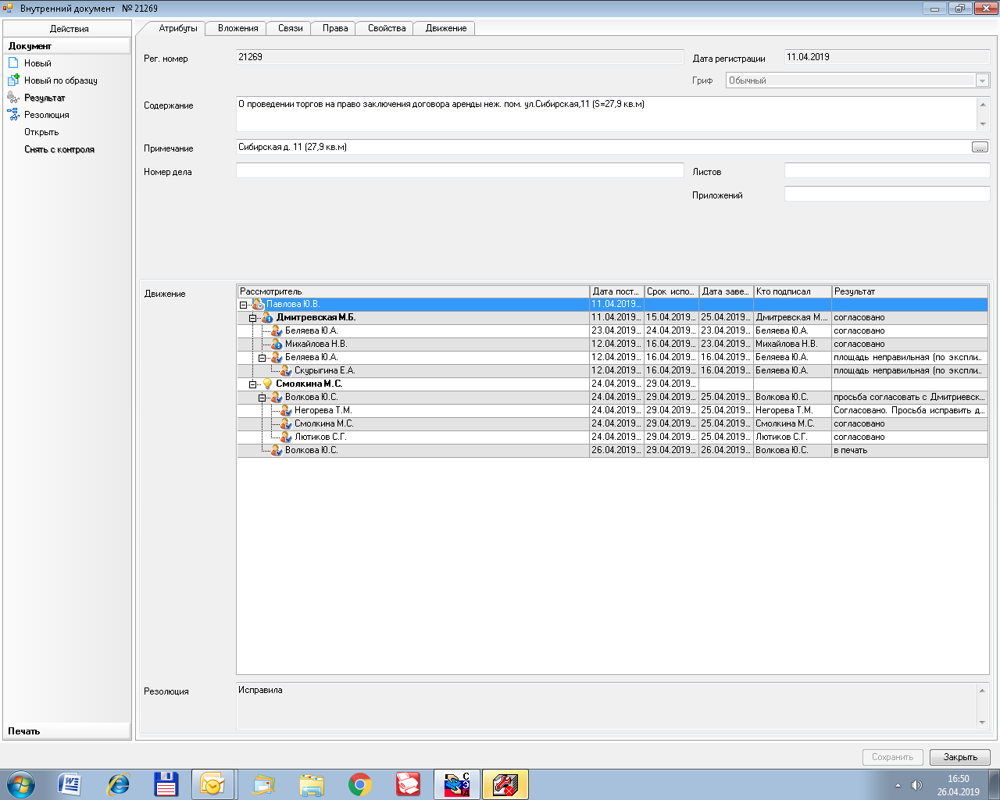 Внутренний документ № 21269
Действия
Документ
Новый
Новый по образцу
Результат
Резолюция
Открыть
Снять с контроля
Печать
Атрибуты Вложения Связи Права Свойства Движение
Рег. номер 21269 Дата регистрации 11.04.2019
Гриф Обычный
Содержание О проведении торгов на право заключения договора аренды неж. пом. ул.Сибирская,11 (S=27,9 кв.м)
Примечание Сибирская д. 11 (27,9 кв.м) ...
Номер дела Листов
Приложений
Движение
Рассмотритель Дата пост... Срок испо... Дата заве... Кто подписал Результат
Павлова Ю.В. 11.04.2019...
Дмитревская М.Б. 11.04.2019... 15.04.2019... 25.04.2019... Дмитревская М.... согласовано
Беляева Ю.А. 23.04.2019... 24.04.2019... 23.04.2019... Беляева Ю.А. согласовано
Михайлова Н.В. 12.04.2019... 16.04.2019... 23.04.2019... Михайлова Н.В. согласовано
Беляева Ю.А. 12.04.2019... 16.04.2019... 16.04.2019... Беляева Ю.А. площадь неправильная (по экспли...
Скурыгина Е.А. 12.04.2019... 16.04.2019... 16.04.2019... Беляева Ю.А. площадь неправильная (по экспли...
Смолкина М.С. 24.04.2019... 29.04.2019...
Волкова Ю.С. 24.04.2019... 29.04.2019... 25.04.2019... Волкова Ю.С. просьба согласовать с Дмитриевск...
Негорева Т.М. 24.04.2019... 29.04.2019... 25.04.2019... Негорева Т.М. Согласовано. Просьба исправить д...
Смолкина М.С. 24.04.2019... 29.04.2019... 25.04.2019... Смолкина М.С. согласовано
Лютиков С.Г. 24.04.2019... 29.04.2019... 25.04.2019... Лютиков С.Г. согласовано
Волкова Ю.С. 26.04.2019... 29.04.2019... 26.04.2019... Волкова Ю.С. в печать
Резолюция Исправила
Сохранить Закрыть
СЭД
16:50
26.04.2019